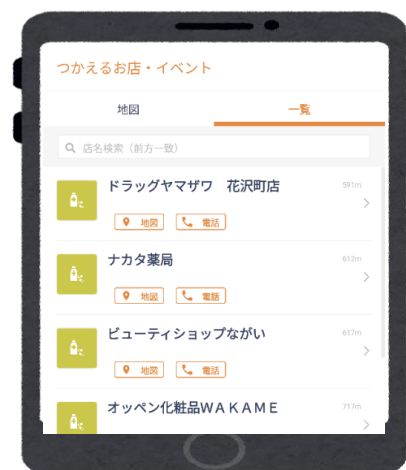 つかえるお店・イベント
地図 一覧
店名検索（前方一致）
ドラッグヤマザワ　花沢町店 591m
地図 電話
ナカタ薬局 612m
地図 電話
ビューティショップながい 617m
地図 電話
オッペン化粧品ＷＡＫＡＭＥ 717m